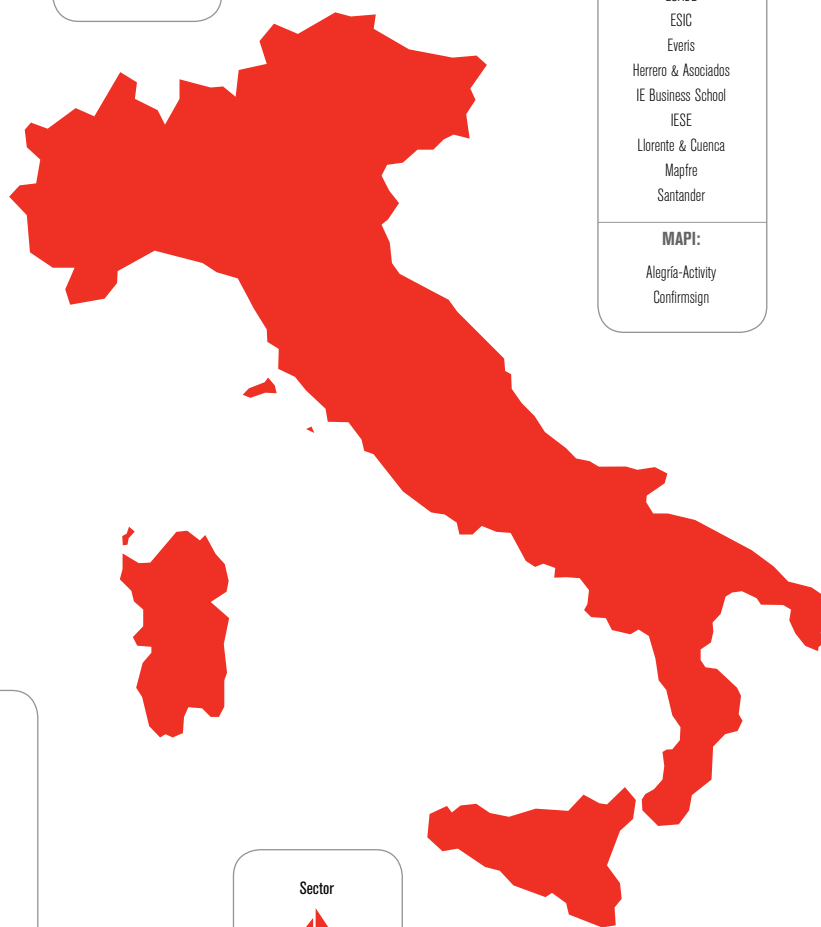 ESIC
Everis
Herrero & Asociados
IE Business School
IESE
Llorente & Cuenca
Mapfre
Santander
MAPI:
Alegría-Activity
Confirmsign
Sector